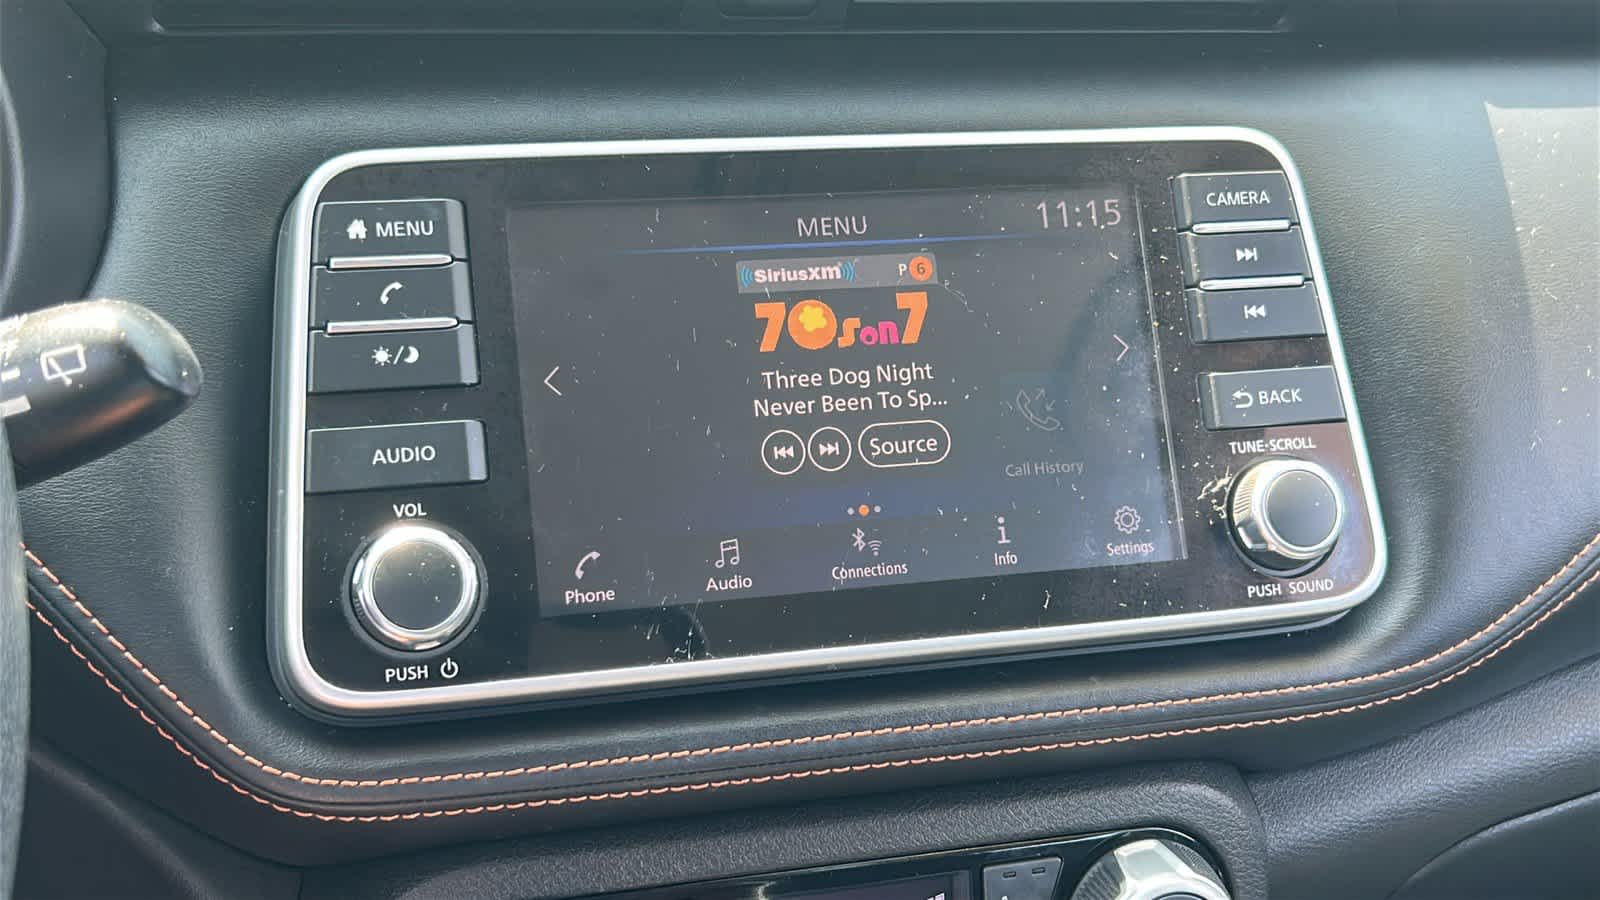 MENU
AUDIO
VOL
PUSH
MENU
11:15
SiriusXM P 6
70s on 7
Three Dog Night
Never Been To Sp...
Source
Call History
Phone
Audio
Connections
Info
Settings
CAMERA
BACK
TUNE·SCROLL
PUSH SOUND